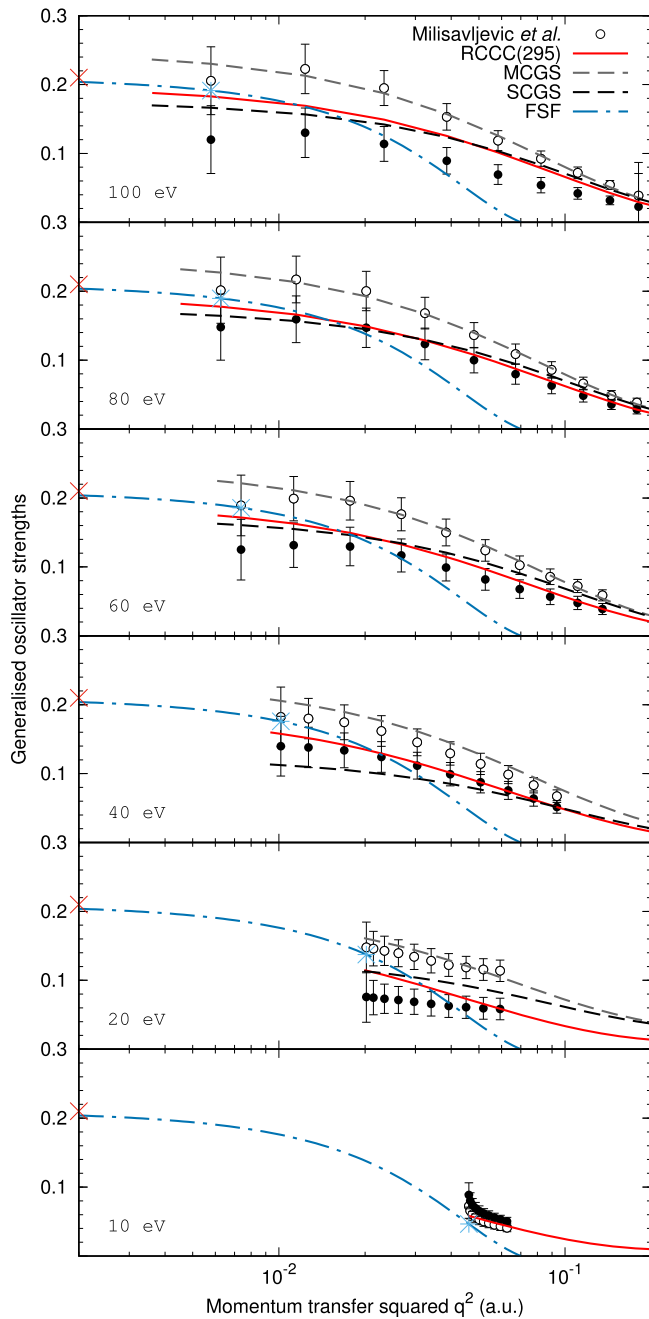 0.3
Milisavljevic et al.
RCCC(295)
MCGS
SCGS
FSF
0.2
0.1
100 eV
0.3
0.2
0.1
80 eV
0.3
0.2
0.1
60 eV
0.3
0.2
0.1
40 eV
0.3
0.2
0.1
20 eV
0.3
0.2
0.1
10 eV
Generalised oscillator strengths
10⁻² 10⁻¹
Momentum transfer squared q² (a.u.)